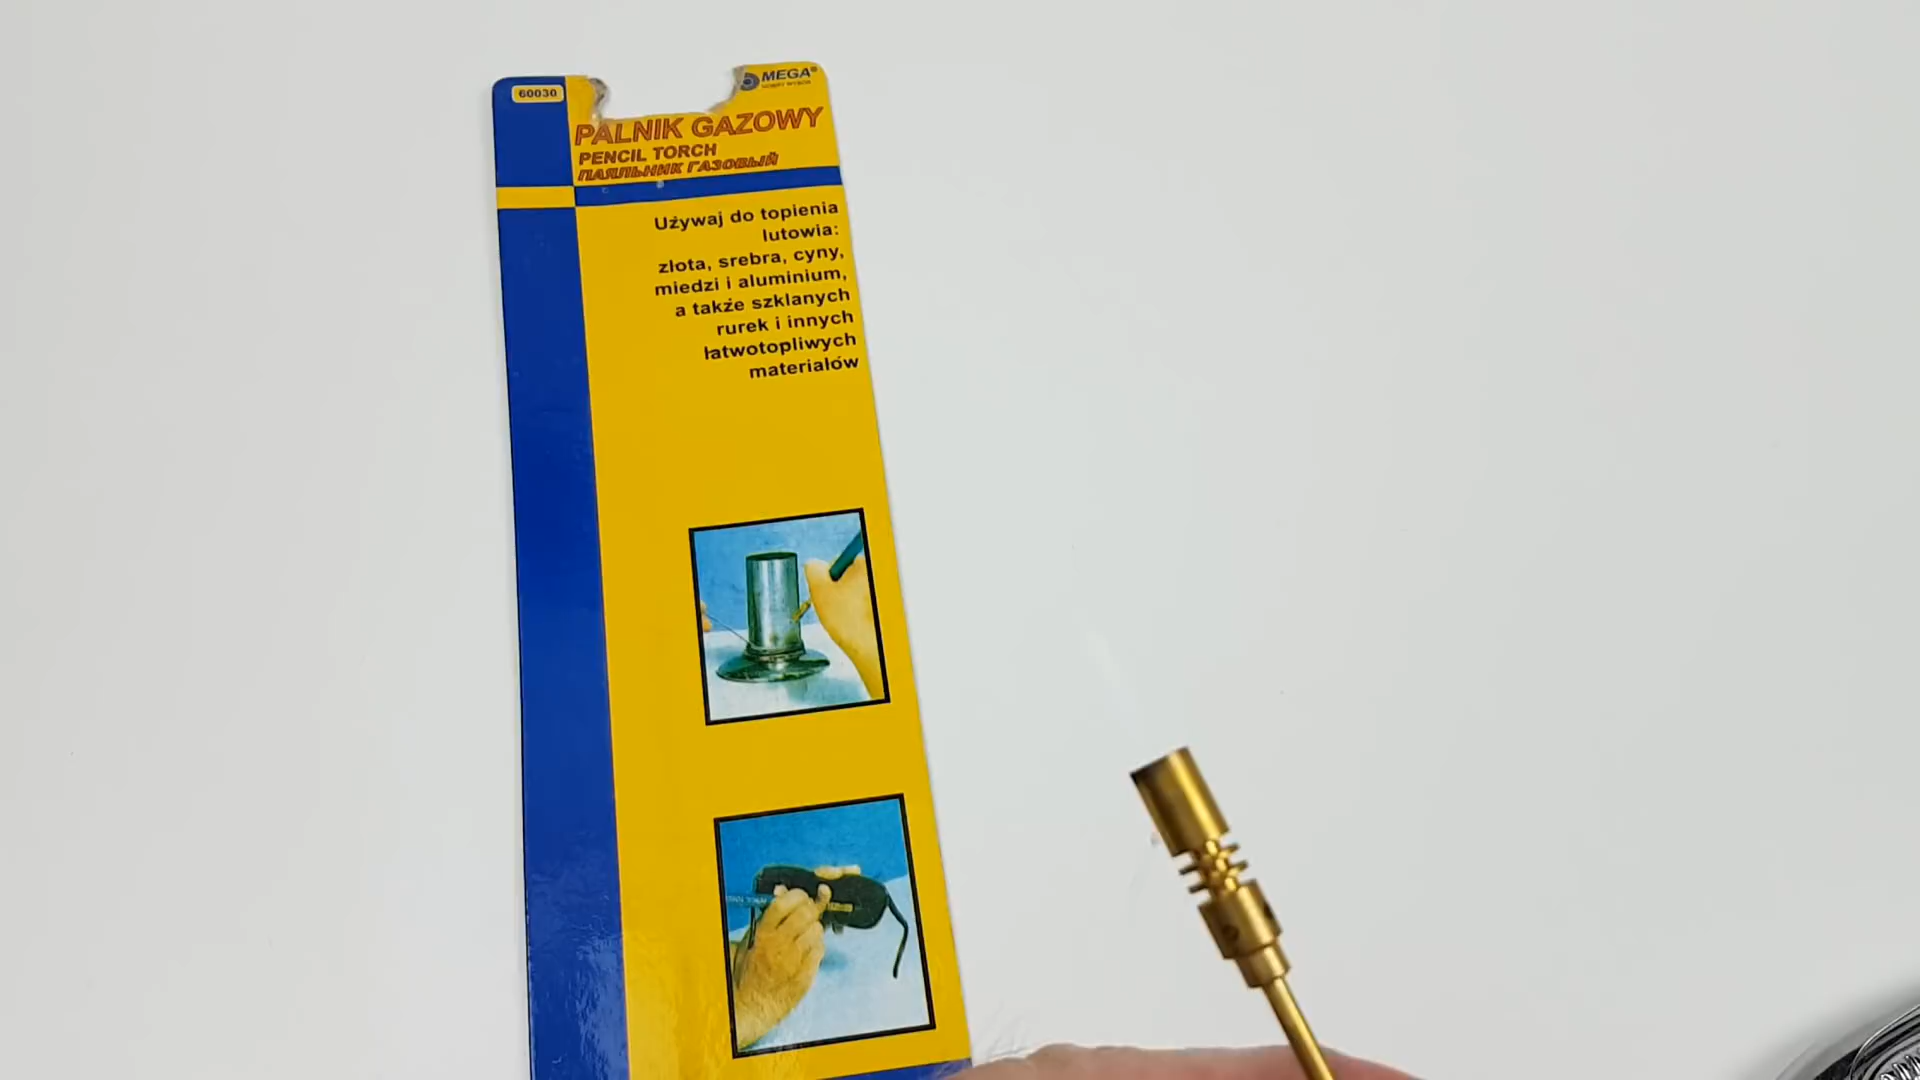 60030
MEGA®
PALNIK GAZOWY
PENCIL TORCH
ПАЯЛЬНИК ГАЗОВЫЙ
Używaj do topienia
lutowia:
złota, srebra, cyny,
miedzi i aluminium,
a także szklanych
rurek i innych
łatwotopliwych
materiałów